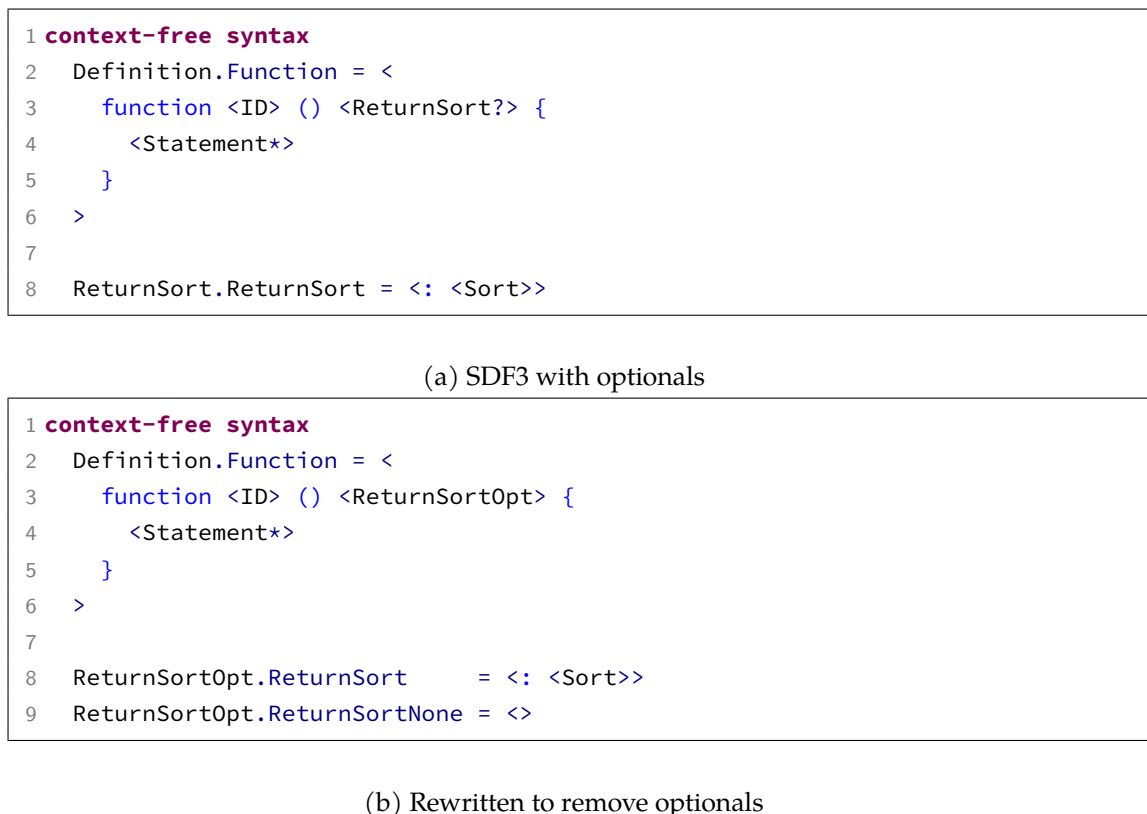 1 context-free syntax
2   Definition.Function = <
3     function <ID> () <ReturnSort?> {
4       <Statement*>
5     }
6   >
7
8   ReturnSort.ReturnSort = <: <Sort>>
(a) SDF3 with optionals
1 context-free syntax
2   Definition.Function = <
3     function <ID> () <ReturnSortOpt> {
4       <Statement*>
5     }
6   >
7
8   ReturnSortOpt.ReturnSort     = <: <Sort>>
9   ReturnSortOpt.ReturnSortNone = <>
(b) Rewritten to remove optionals